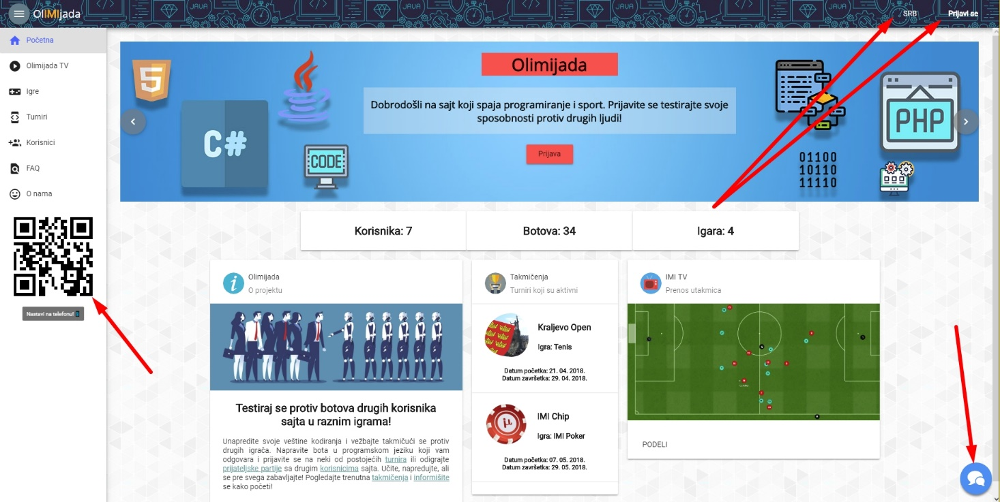 OlIMIjada
SRB
Prijavi se
Početna
Olimijada TV
Igre
Turniri
Korisnici
FAQ
O nama
Nastavi na telefonu!
JAVA
JAVA
JAVA
JAVA
JAVA
5
C#
CODE
Olimijada
Dobrodošli na sajt koji spaja programiranje i sport. Prijavite se testirajte svoje
sposobnosti protiv drugih ljudi!
Prijava
01100
10110
11110
PHP
Korisnika: 7
Botova: 34
Igara: 4
Olimijada
O projektu
Testiraj se protiv botova drugih korisnika
sajta u raznim igrama!
Unapredite svoje veštine kodiranja i vežbajte takmičući se protiv
drugih igrača. Napravite bota u programskom jeziku koji vam
odgovara i prijavite se na neki od postojećih turnira ili odigrajte
prijateljske partije sa drugim korisnicima sajta. Učite, napredujte, ali
se pre svega zabavljajte! Pogledajte trenutna takmičenja i informišite
se kako početi!
Takmičenja
Turniri koji su aktivni
Kraljevo Open
Igra: Tenis
Datum početka: 21. 04. 2018.
Datum završetka: 29. 04. 2018.
IMI Chip
Igra: IMI Poker
Datum početka: 07. 05. 2018.
Datum završetka: 29. 05. 2018.
IMI TV
Prenos utakmica
PODELI